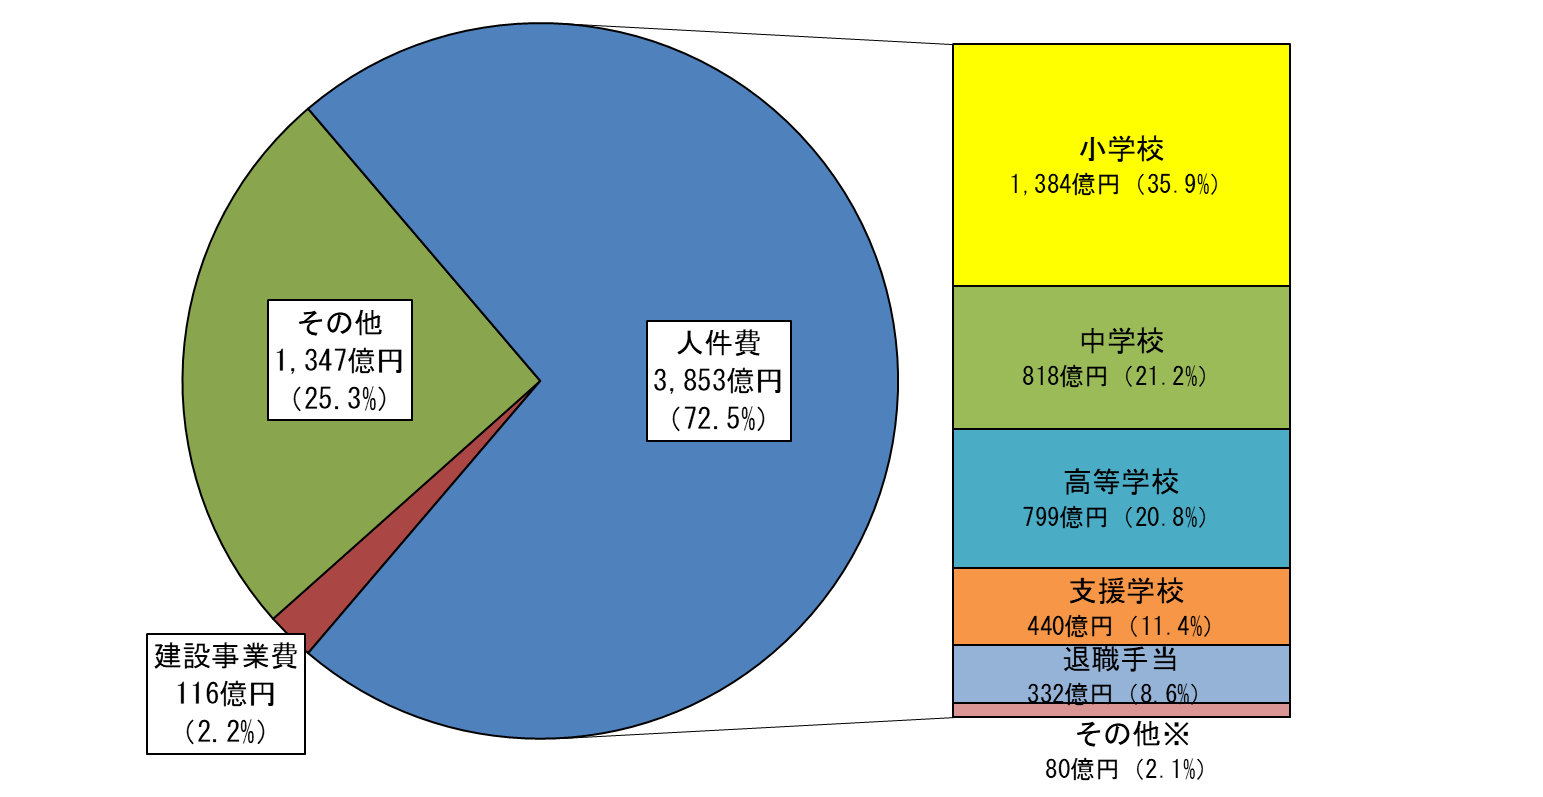 その他
1,347億円
(25.3%)
建設事業費
116億円
(2.2%)
人件費
3,853億円
(72.5%)
小学校
1,384億円 (35.9%)
中学校
818億円 (21.2%)
高等学校
799億円 (20.8%)
支援学校
440億円 (11.4%)
退職手当
332億円 (8.6%)
その他※
80億円 (2.1%)